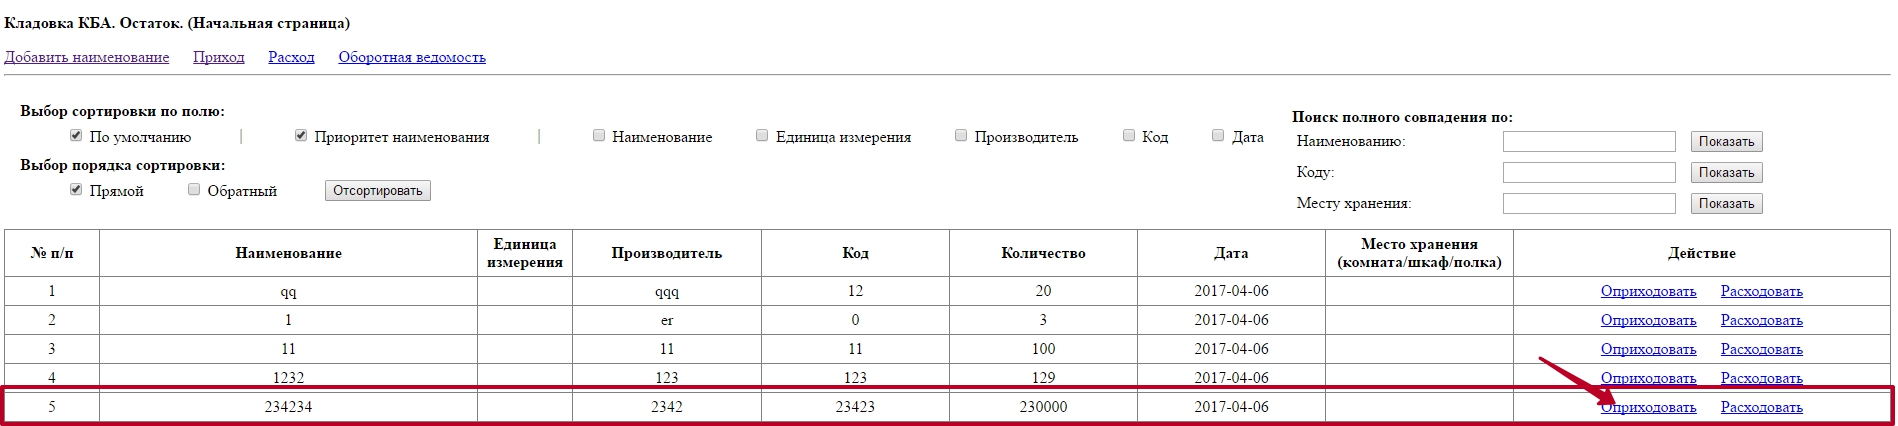 Кладовка КБА. Остаток. (Начальная страница)
Добавить наименование Приход Расход Оборотная ведомость
Выбор сортировки по полю:
По умолчанию | Приоритет наименования | Наименование Единица измерения Производитель Код Дата
Выбор порядка сортировки:
Прямой Обратный Отсортировать
Поиск полного совпадения по:
Наименованию: Показать
Коду: Показать
Месту хранения: Показать
№ п/п Наименование Единица измерения Производитель Код Количество Дата Место хранения (комната/шкаф/полка) Действие
1 qq qqq 12 20 2017-04-06 Оприходовать Расходовать
2 1 er 0 3 2017-04-06 Оприходовать Расходовать
3 11 11 11 100 2017-04-06 Оприходовать Расходовать
4 1232 123 123 129 2017-04-06 Оприходовать Расходовать
5 234234 2342 23423 230000 2017-04-06 Оприходовать Расходовать